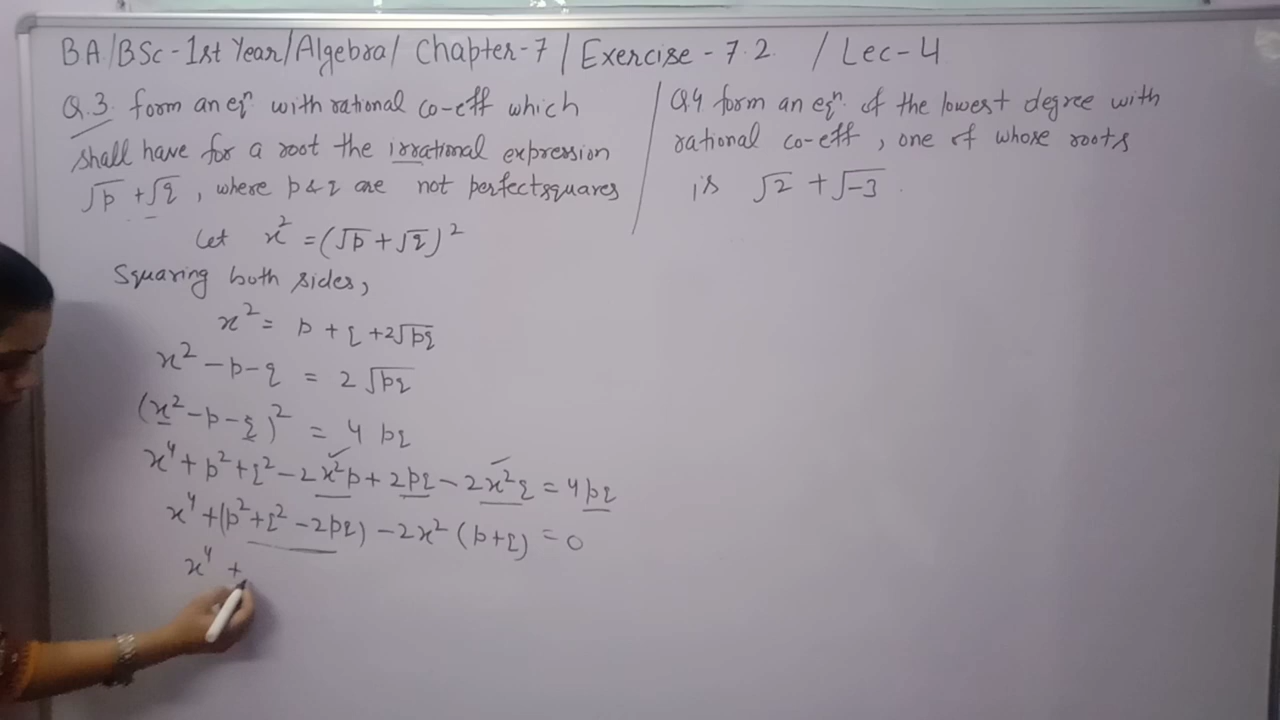 BA/BSc-1st Year/Algebra/ Chapter-7 / Exercise-7.2 / Lec-4
Q.3. form an eqⁿ with rational co-eff which
shall have for a root the irrational expression
√p + √q, where p & q are not perfect squares
Let x² = (√p + √q)²
Squaring both sides,
x² = p + q + 2√pq
x² - p - q = 2√pq
(x² - p - q)² = 4pq
x⁴ + p² + q² - 2x²p + 2pq - 2x²q = 4pq
x⁴ + (p² + q² - 2pq) - 2x² (p+q) = 0
x⁴ +
Q4 form an eqⁿ. of the lowest degree with
rational co-eff, one of whose roots
is √2 + √-3.